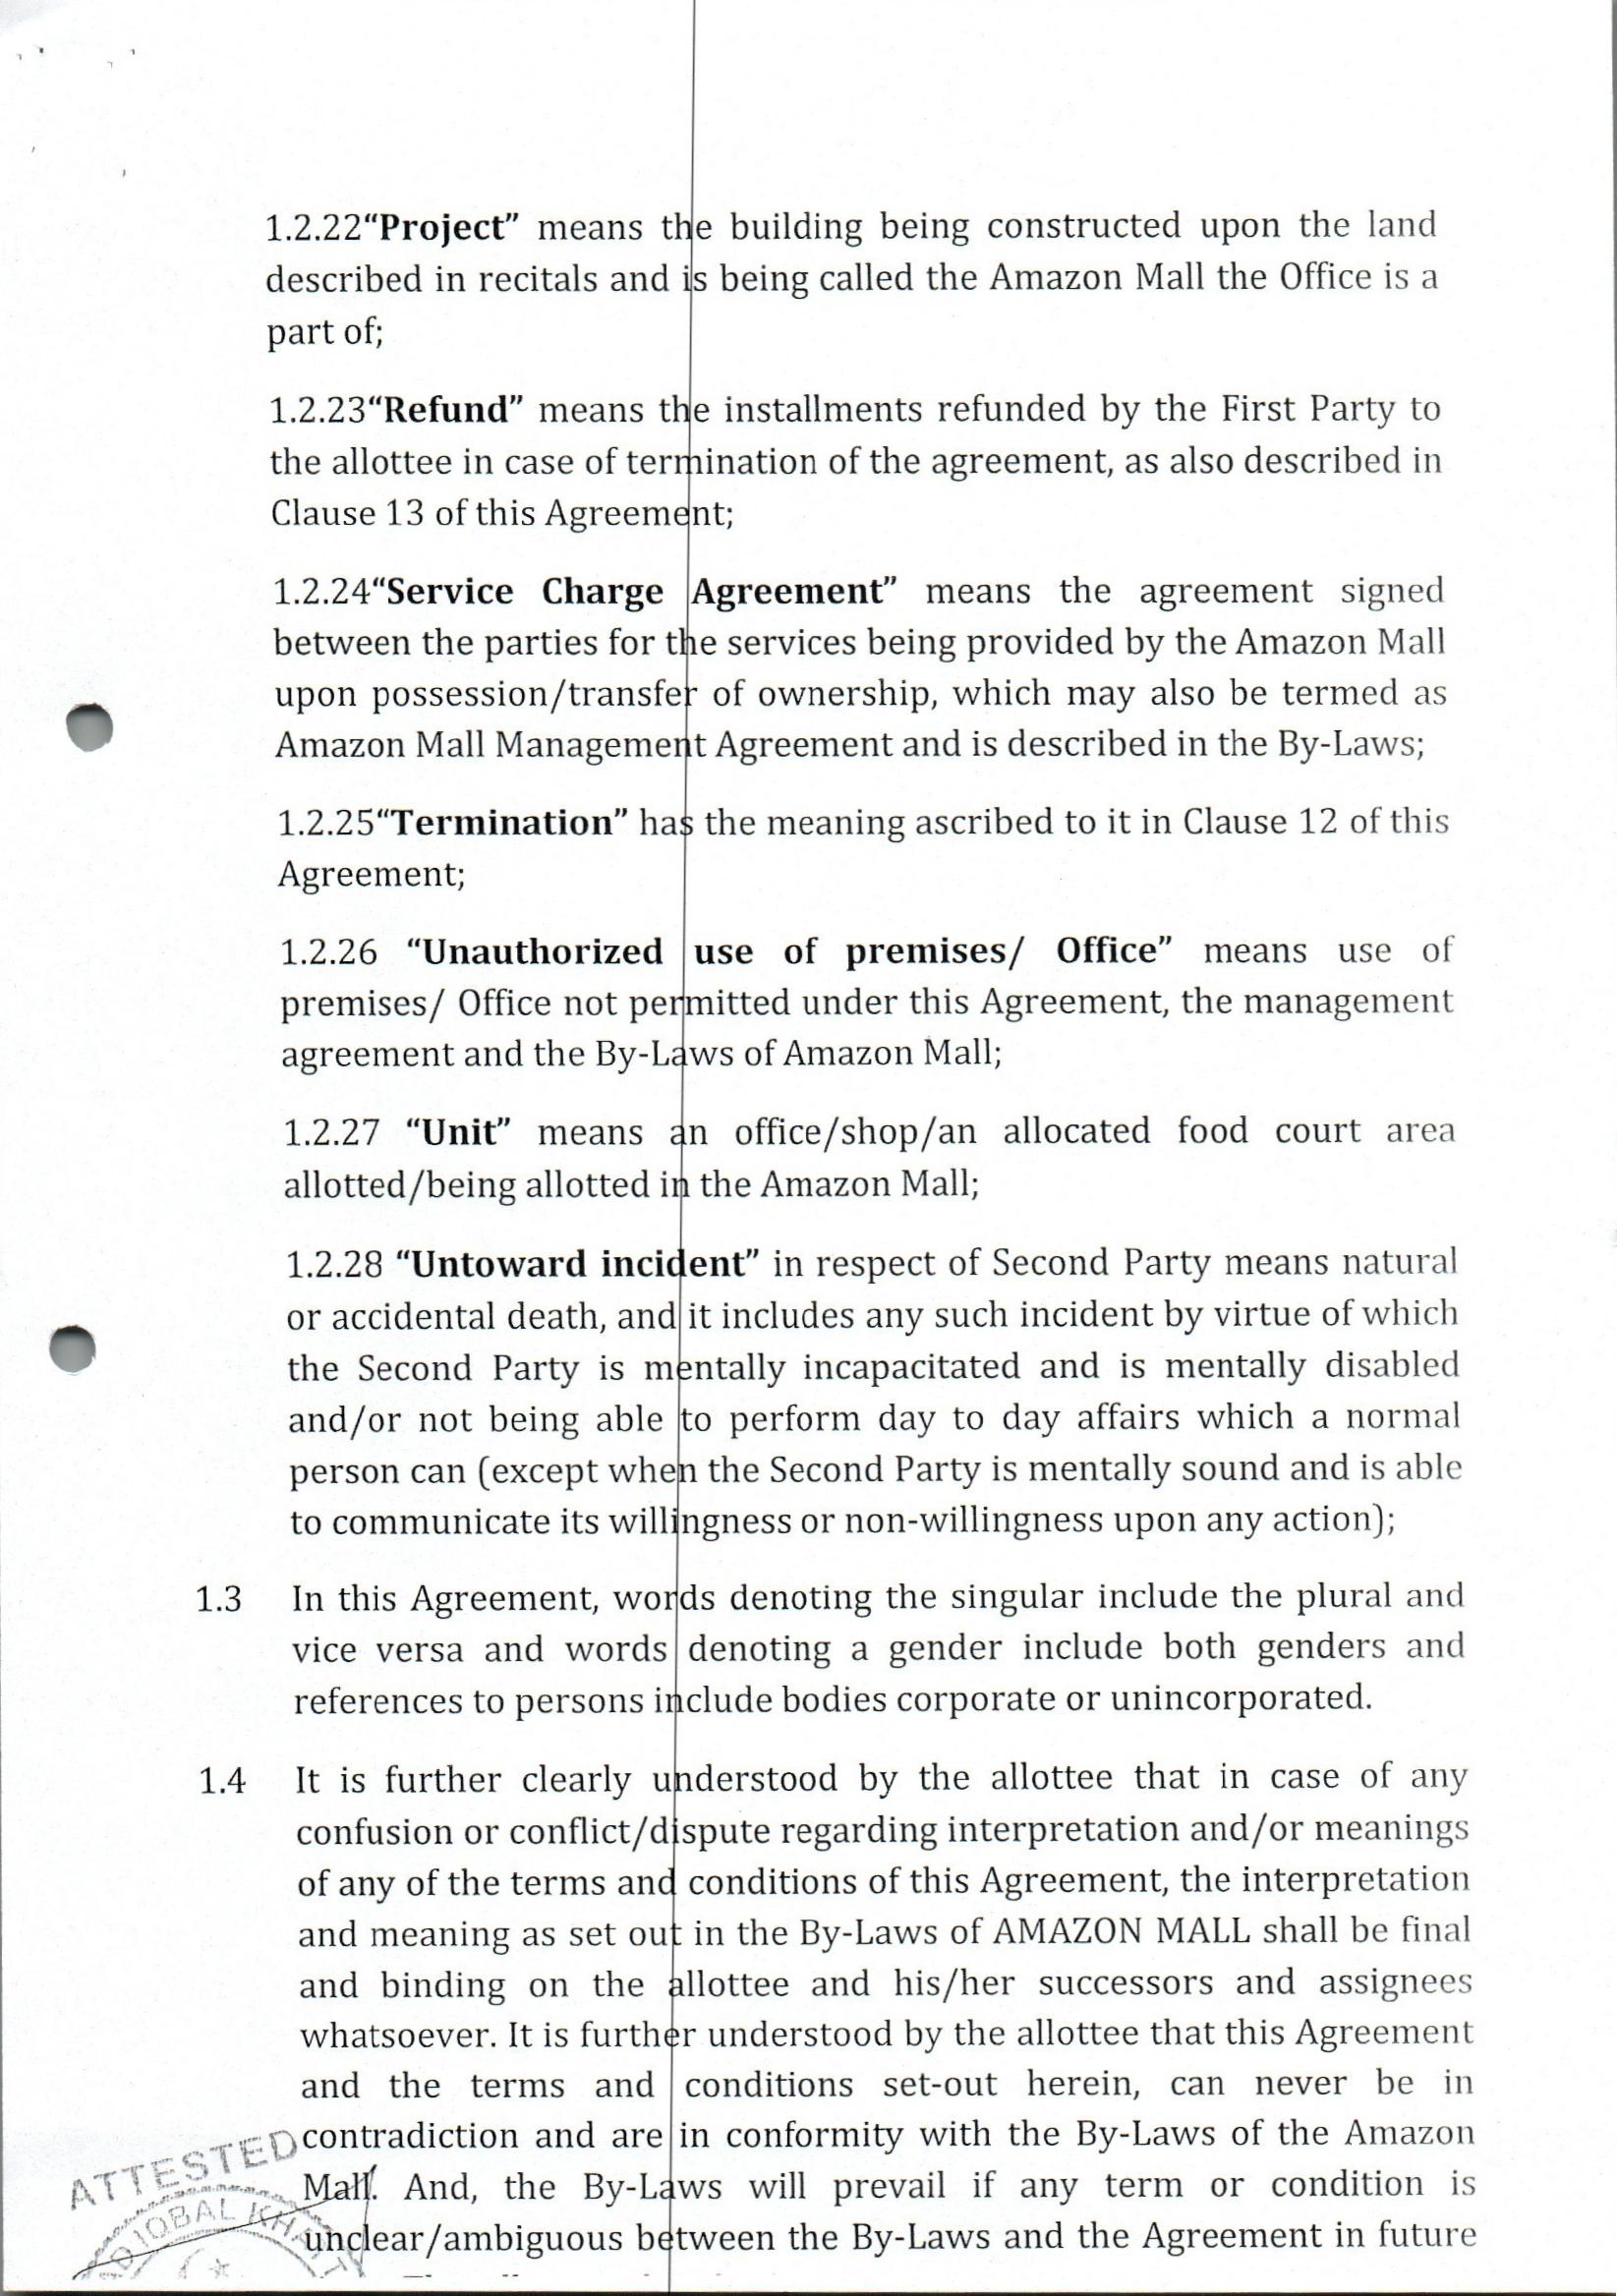 1.2.22“Project” means the building being constructed upon the land
described in recitals and is being called the Amazon Mall the Office is a
part of;
1.2.23“Refund” means the installments refunded by the First Party to
the allottee in case of termination of the agreement, as also described in
Clause 13 of this Agreement;
1.2.24“Service Charge Agreement” means the agreement signed
between the parties for the services being provided by the Amazon Mall
upon possession/transfer of ownership, which may also be termed as
Amazon Mall Management Agreement and is described in the By-Laws;
1.2.25“Termination” has the meaning ascribed to it in Clause 12 of this
Agreement;
1.2.26 “Unauthorized use of premises/ Office” means use of
premises/ Office not permitted under this Agreement, the management
agreement and the By-Laws of Amazon Mall;
1.2.27 “Unit” means an office/shop/an allocated food court area
allotted/being allotted in the Amazon Mall;
1.2.28 “Untoward incident” in respect of Second Party means natural
or accidental death, and it includes any such incident by virtue of which
the Second Party is mentally incapacitated and is mentally disabled
and/or not being able to perform day to day affairs which a normal
person can (except when the Second Party is mentally sound and is able
to communicate its willingness or non-willingness upon any action);
1.3 In this Agreement, words denoting the singular include the plural and
vice versa and words denoting a gender include both genders and
references to persons include bodies corporate or unincorporated.
1.4 It is further clearly understood by the allottee that in case of any
confusion or conflict/dispute regarding interpretation and/or meanings
of any of the terms and conditions of this Agreement, the interpretation
and meaning as set out in the By-Laws of AMAZON MALL shall be final
and binding on the allottee and his/her successors and assignees
whatsoever. It is further understood by the allottee that this Agreement
and the terms and conditions set-out herein, can never be in
contradiction and are in conformity with the By-Laws of the Amazon
Mall. And, the By-Laws will prevail if any term or condition is
unclear/ambiguous between the By-Laws and the Agreement in future
ATTESTED
IQBAL